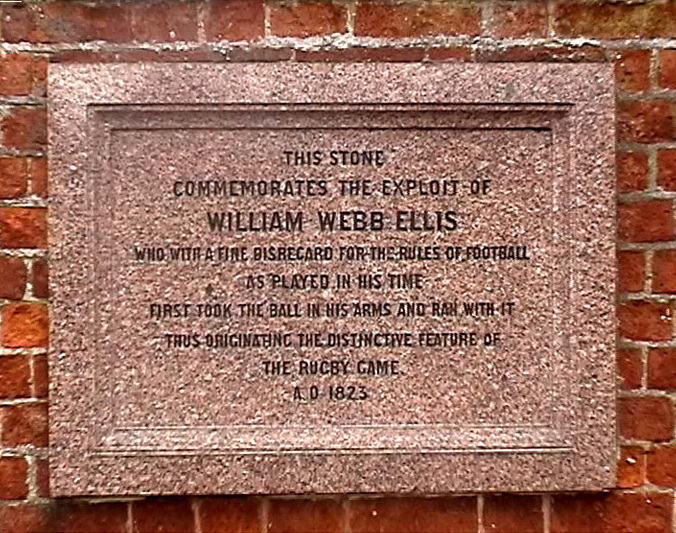 THIS STONE
COMMEMORATES THE EXPLOIT OF
WILLIAM WEBB ELLIS
WHO WITH A FINE DISREGARD FOR THE RULES OF FOOTBALL
AS PLAYED IN HIS TIME
FIRST TOOK THE BALL IN HIS ARMS AND RAN WITH IT
THUS ORIGINATING THE DISTINCTIVE FEATURE OF
THE RUGBY GAME.
A.D. 1823